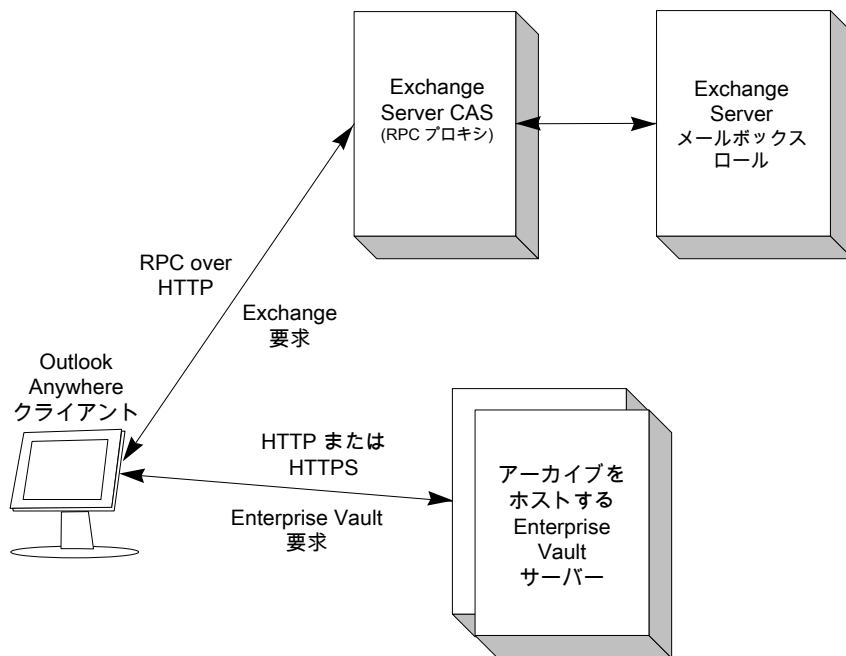 Exchange
Server CAS
(RPC プロキシ)
Exchange
Server
メールボックス
ロール
RPC over
HTTP
Exchange
要求
Outlook
Anywhere
クライアント
HTTP または
HTTPS
Enterprise Vault
要求
アーカイブを
ホストする
Enterprise
Vault
サーバー